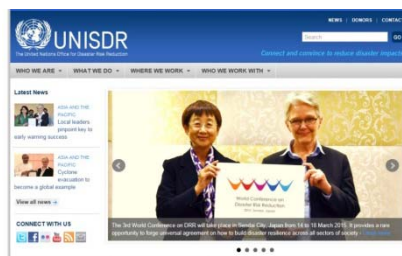 NEWS | DONORS | CONTAC
UNISDR
The United Nations Office for Disaster Risk Reduction
Search
GO
Connect and convince to reduce disaster impacts
WHO WE ARE
WHAT WE DO
WHERE WE WORK
WHO WE WORK WITH
Latest News
ASIA AND THE
PACIFIC
Local leaders
pinpoint key to
early warning success
ASIA AND THE
PACIFIC
Cyclone
evacuation to
become a global example
View all news
CONNECT WITH US
World Conference on
Disaster Risk Reduction
The 3rd World Conference on DRR will take place in Sendai City, Japan from 14 to 18 March 2015. It provides a new
opportunity to forge universal agreement on how to build disaster resilience across all sectors of society